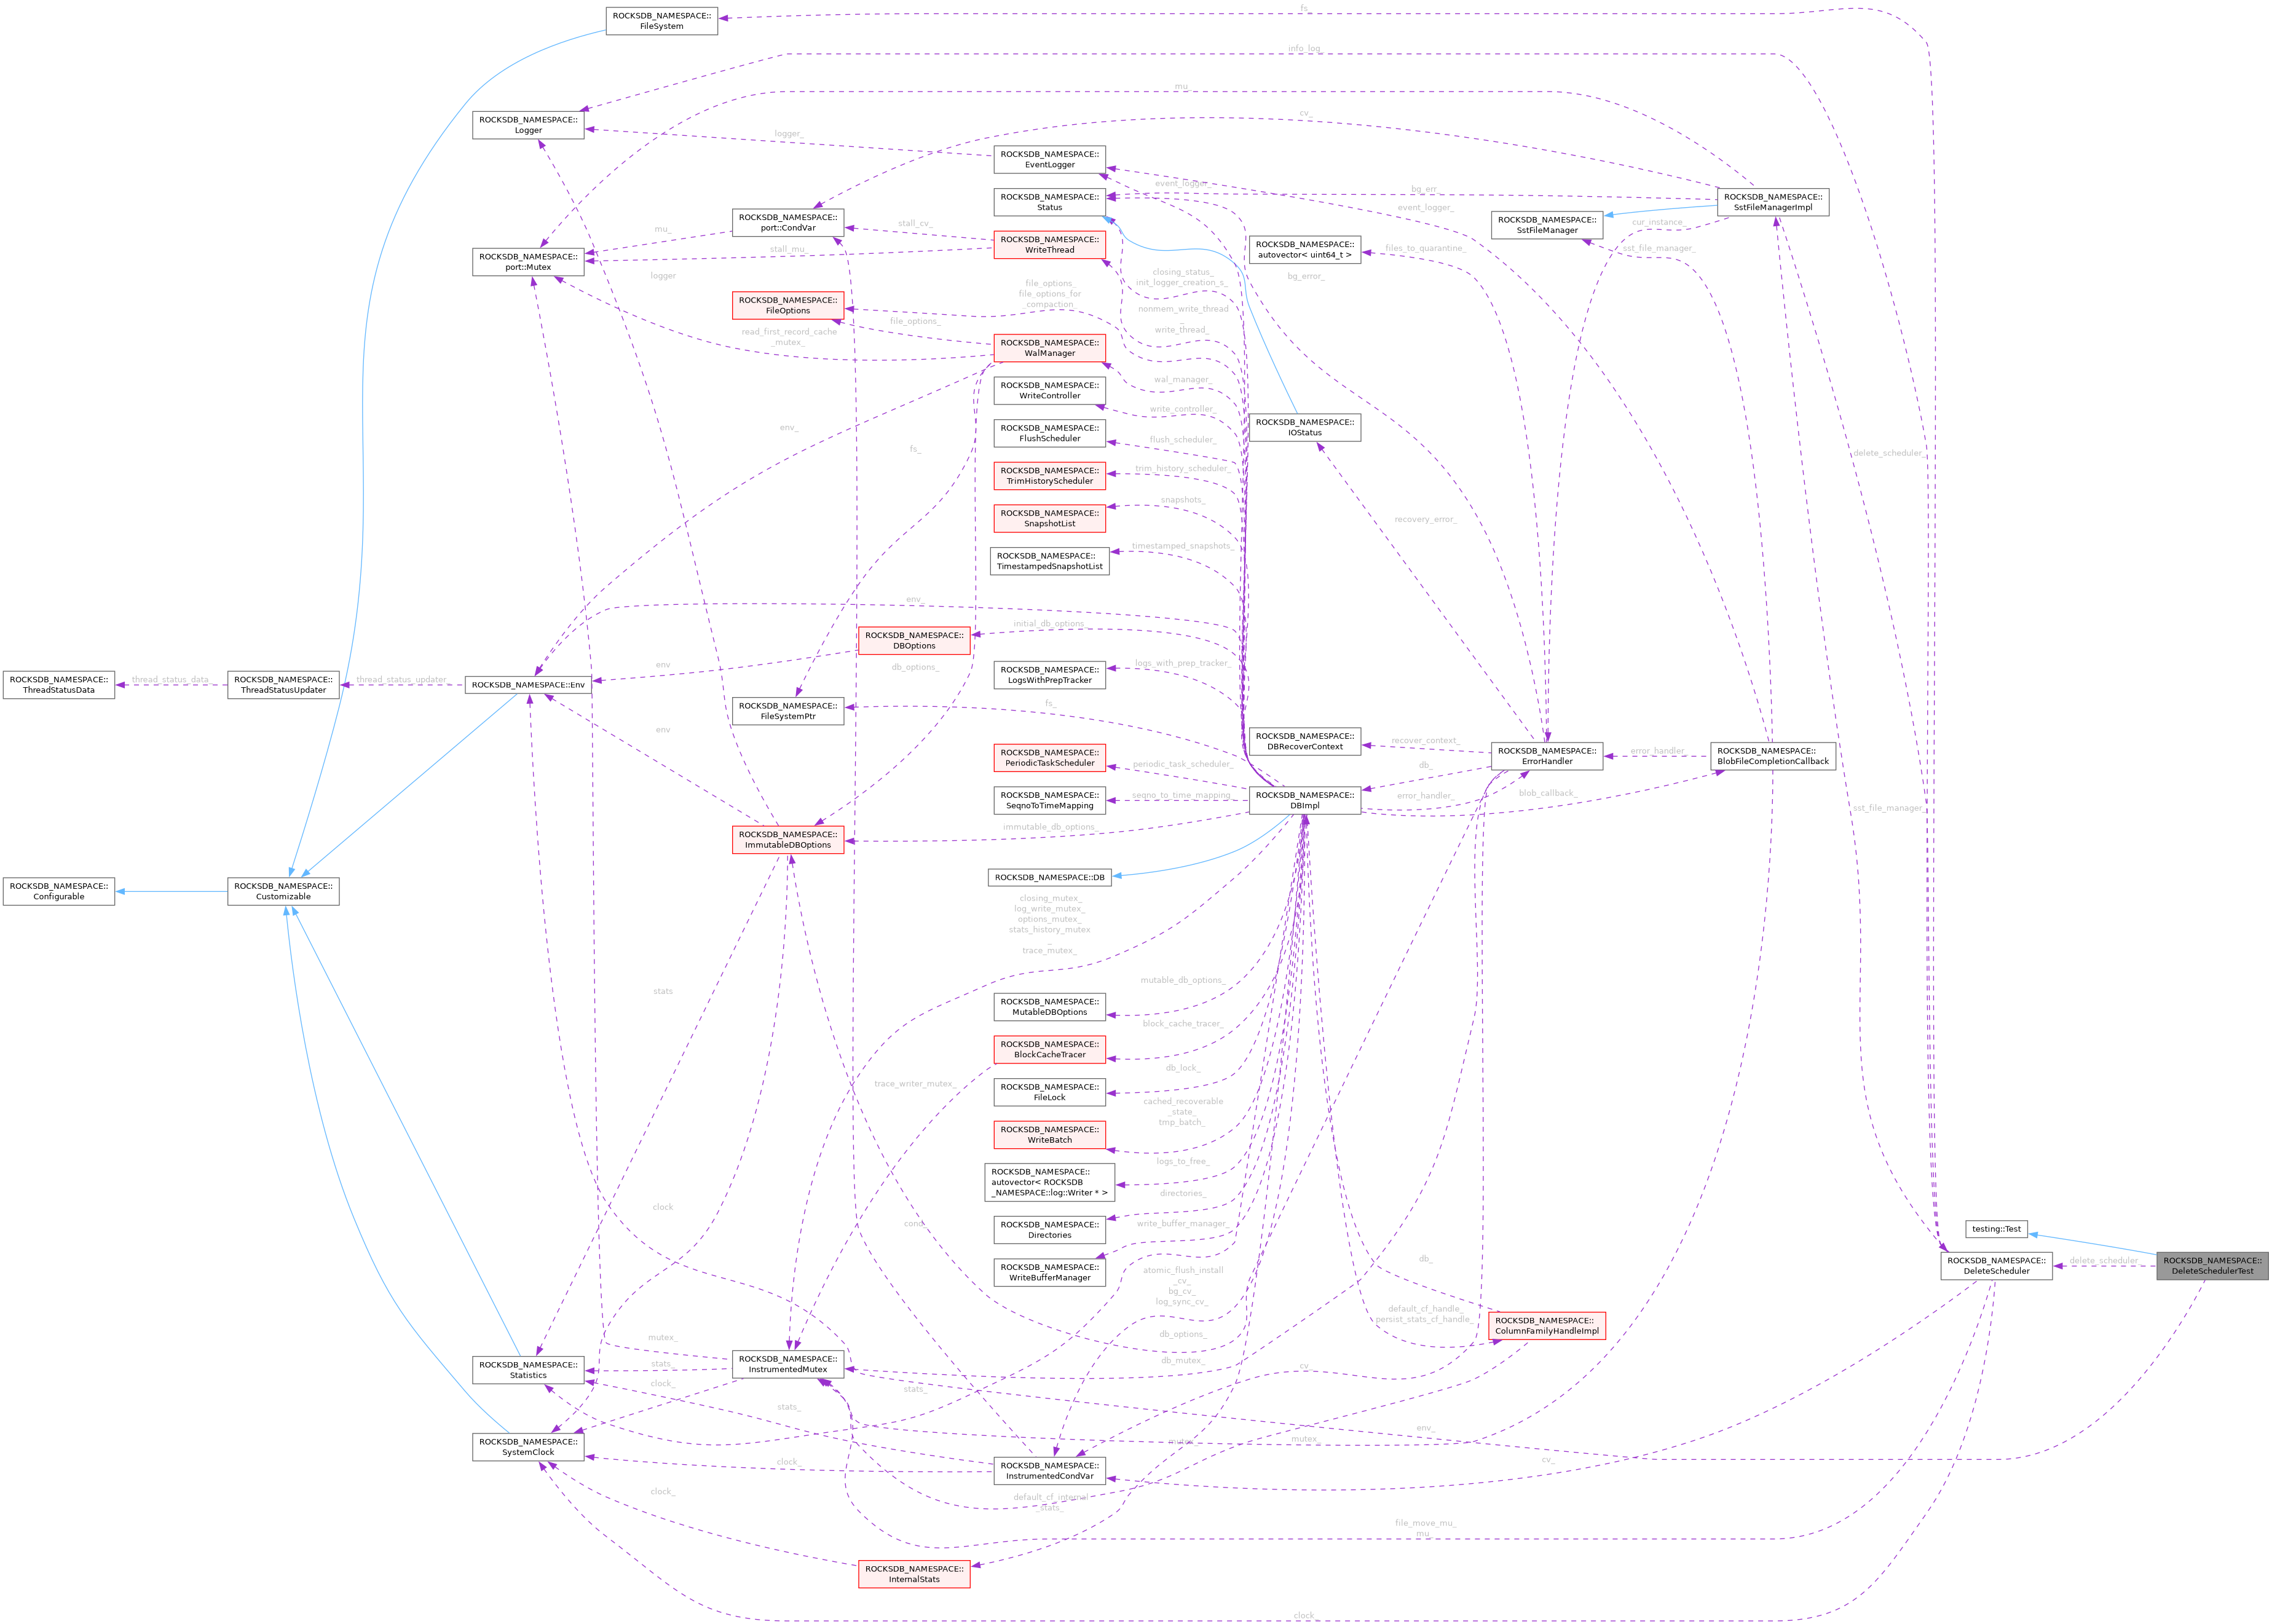 ROCKSDB_NAMESPACE::
FileSystem
fs_
info_log_
ROCKSDB_NAMESPACE::
Logger
mu_
cv_
logger_
ROCKSDB_NAMESPACE::
EventLogger
event_logger_
bg_err_
event_logger_
ROCKSDB_NAMESPACE::
Status
ROCKSDB_NAMESPACE::
SstFileManagerImpl
ROCKSDB_NAMESPACE::
port::CondVar
stall_cv_
mu_
ROCKSDB_NAMESPACE::
SstFileManager
cur_instance_
ROCKSDB_NAMESPACE::
WriteThread
stall_mu_
ROCKSDB_NAMESPACE::
autovector< uint64_t >
files_to_quarantine_
sst_file_manager_
ROCKSDB_NAMESPACE::
port::Mutex
logger
closing_status_
init_logger_creation_s_
bg_error_
file_options_
file_options_for
_compaction_
ROCKSDB_NAMESPACE::
FileOptions
file_options_
nonmem_write_thread
_
write_thread_
read_first_record_cache
_mutex_
ROCKSDB_NAMESPACE::
WalManager
wal_manager_
ROCKSDB_NAMESPACE::
WriteController
write_controller_
env_
ROCKSDB_NAMESPACE::
FlushScheduler
flush_scheduler_
ROCKSDB_NAMESPACE::
IOStatus
fs_
delete_scheduler_
ROCKSDB_NAMESPACE::
TrimHistoryScheduler
trim_history_scheduler_
ROCKSDB_NAMESPACE::
SnapshotList
snapshots_
recovery_error_
ROCKSDB_NAMESPACE::
TimestampedSnapshotList
timestamped_snapshots_
env_
initial_db_options_
ROCKSDB_NAMESPACE::
DBOptions
env
db_options_
ROCKSDB_NAMESPACE::
LogsWithPrepTracker
logs_with_prep_tracker_
ROCKSDB_NAMESPACE::
ThreadStatusData
thread_status_data_
ROCKSDB_NAMESPACE::
ThreadStatusUpdater
thread_status_updater_
ROCKSDB_NAMESPACE::Env
ROCKSDB_NAMESPACE::
FileSystemPtr
fs_
env
ROCKSDB_NAMESPACE::
DBRecoverContext
recover_context_
ROCKSDB_NAMESPACE::
ErrorHandler
error_handler_
ROCKSDB_NAMESPACE::
BlobFileCompletionCallback
ROCKSDB_NAMESPACE::
PeriodicTaskScheduler
periodic_task_scheduler_
db_
ROCKSDB_NAMESPACE::
SeqnoToTimeMapping
seqno_to_time_mapping_
ROCKSDB_NAMESPACE::
DBImpl
error_handler_
blob_callback_
sst_file_manager_
ROCKSDB_NAMESPACE::
ImmutableDBOptions
immutable_db_options_
ROCKSDB_NAMESPACE::DB
ROCKSDB_NAMESPACE::
Configurable
ROCKSDB_NAMESPACE::
Customizable
closing_mutex_
log_write_mutex_
options_mutex_
stats_history_mutex
_
trace_mutex_
stats
mutable_db_options_
ROCKSDB_NAMESPACE::
MutableDBOptions
block_cache_tracer_
ROCKSDB_NAMESPACE::
BlockCacheTracer
trace_writer_mutex_
db_lock_
ROCKSDB_NAMESPACE::
FileLock
cached_recoverable
_state_
tmp_batch_
ROCKSDB_NAMESPACE::
WriteBatch
logs_to_free_
ROCKSDB_NAMESPACE::
autovector< ROCKSDB
_NAMESPACE::log::Writer * >
directories_
clock
cond_
ROCKSDB_NAMESPACE::
Directories
write_buffer_manager_
testing::Test
ROCKSDB_NAMESPACE::
WriteBufferManager
atomic_flush_install
_cv_
bg_cv_
log_sync_cv_
db_
ROCKSDB_NAMESPACE::
DeleteScheduler
delete_scheduler_
ROCKSDB_NAMESPACE::
DeleteSchedulerTest
default_cf_handle_
persist_stats_cf_handle_
ROCKSDB_NAMESPACE::
ColumnFamilyHandleImpl
mutex_
db_options_
ROCKSDB_NAMESPACE::
Statistics
stats_
ROCKSDB_NAMESPACE::
InstrumentedMutex
db_mutex_
cv_
clock_
stats_
stats_
env_
ROCKSDB_NAMESPACE::
SystemClock
clock_
mutex_
mutex_
ROCKSDB_NAMESPACE::
InstrumentedCondVar
cv_
clock_
default_cf_internal
_stats_
file_move_mu_
mu_
ROCKSDB_NAMESPACE::
InternalStats
clock_